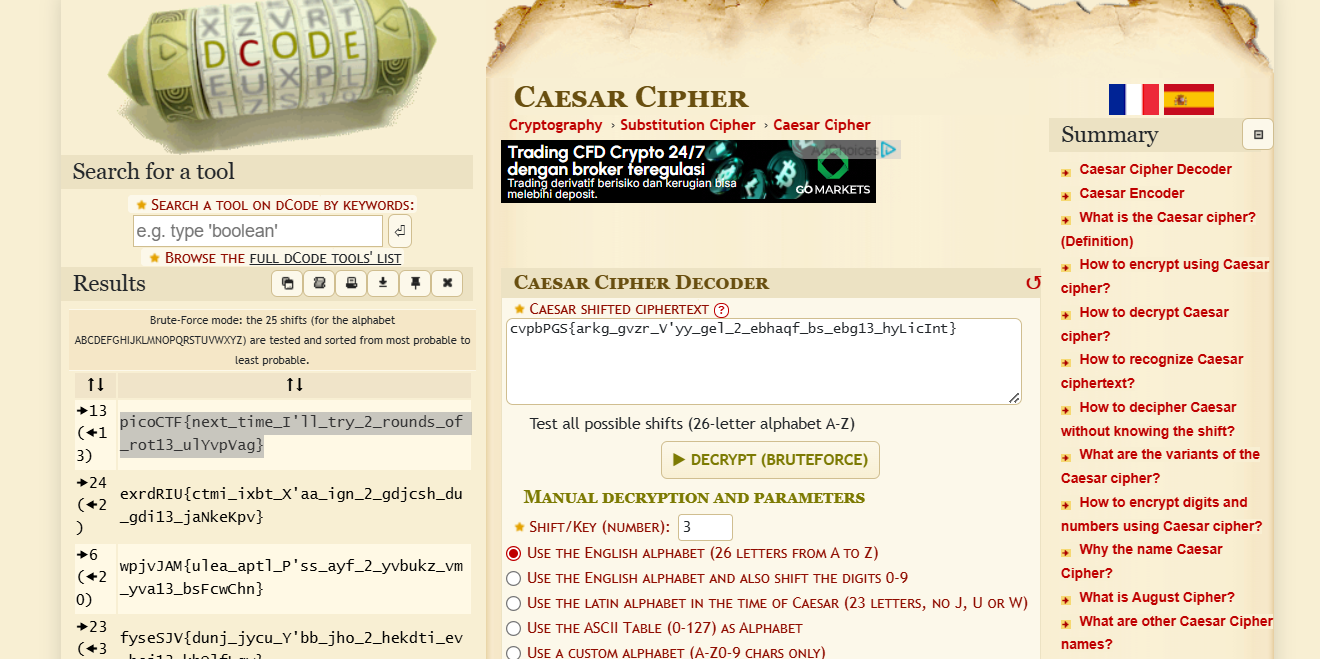 DCODE
Search for a tool
★ SEARCH A TOOL ON DCODE BY KEYWORDS:
e.g. type 'boolean'
★ BROWSE THE FULL DCODE TOOLS' LIST
Results
Brute-Force mode: the 25 shifts (for the alphabet
ABCDEFGHIJKLMNOPQRSTUVWXYZ) are tested and sorted from most probable to
least probable.
↑↓ ↑↓
➜13
(🡰1
3)
picoCTF{next_time_I'll_try_2_rounds_of
_rot13_ulYvpVag}
➜24
(🡰2
)
exrdRIU{ctmi_ixbt_X'aa_ign_2_gdjcsh_du
_gdi13_jaNkeKpv}
➜6
(🡰2
0)
wpjvJAM{ulea_aptl_P'ss_ayf_2_yvbukz_vm
_yva13_bsFcwChn}
➜23
(🡰3
fyseSJV{dunj_jycu_Y'bb_jho_2_hekdti_ev
CAESAR CIPHER
Cryptography › Substitution Cipher › Caesar Cipher
Trading CFD Crypto 24/7
dengan broker teregulasi
Trading derivatif berisiko dan kerugian bisa
melebihi deposit.
GO MARKETS
AdChoices
CAESAR CIPHER DECODER
★ CAESAR SHIFTED CIPHERTEXT ?
cvpbPGS{arkg_gvzr_V'yy_gel_2_ebhaqf_bs_ebg13_hyLicInt}
Test all possible shifts (26-letter alphabet A-Z)
▶ DECRYPT (BRUTEFORCE)
MANUAL DECRYPTION AND PARAMETERS
★ SHIFT/KEY (NUMBER): 3
USE THE ENGLISH ALPHABET (26 LETTERS FROM A TO Z)
USE THE ENGLISH ALPHABET AND ALSO SHIFT THE DIGITS 0-9
USE THE LATIN ALPHABET IN THE TIME OF CAESAR (23 LETTERS, NO J, U OR W)
USE THE ASCII TABLE (0-127) AS ALPHABET
USE A CUSTOM ALPHABET (A-Z0-9 CHARS ONLY)
Summary
Caesar Cipher Decoder
Caesar Encoder
What is the Caesar cipher?
(Definition)
How to encrypt using Caesar
cipher?
How to decrypt Caesar
cipher?
How to recognize Caesar
ciphertext?
How to decipher Caesar
without knowing the shift?
What are the variants of the
Caesar cipher?
How to encrypt digits and
numbers using Caesar cipher?
Why the name Caesar
Cipher?
What is August Cipher?
What are other Caesar Cipher
names?